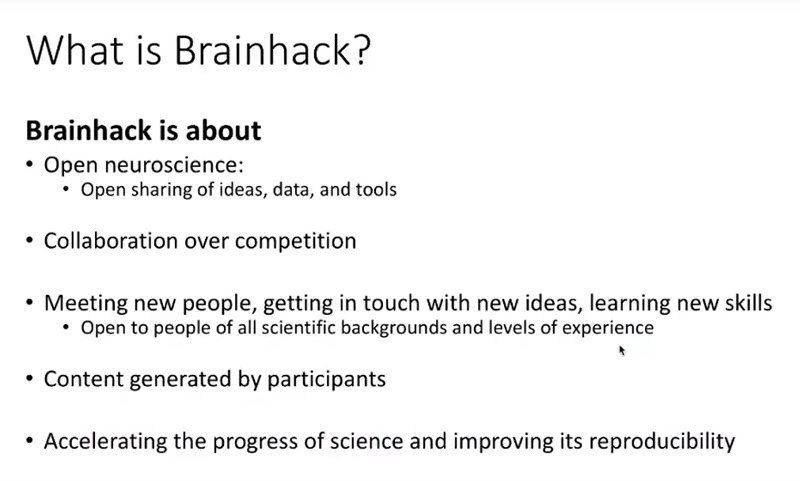 What is Brainhack?
Brainhack is about
• Open neuroscience:
• Open sharing of ideas, data, and tools
• Collaboration over competition
• Meeting new people, getting in touch with new ideas, learning new skills
• Open to people of all scientific backgrounds and levels of experience
• Content generated by participants
• Accelerating the progress of science and improving its reproducibility